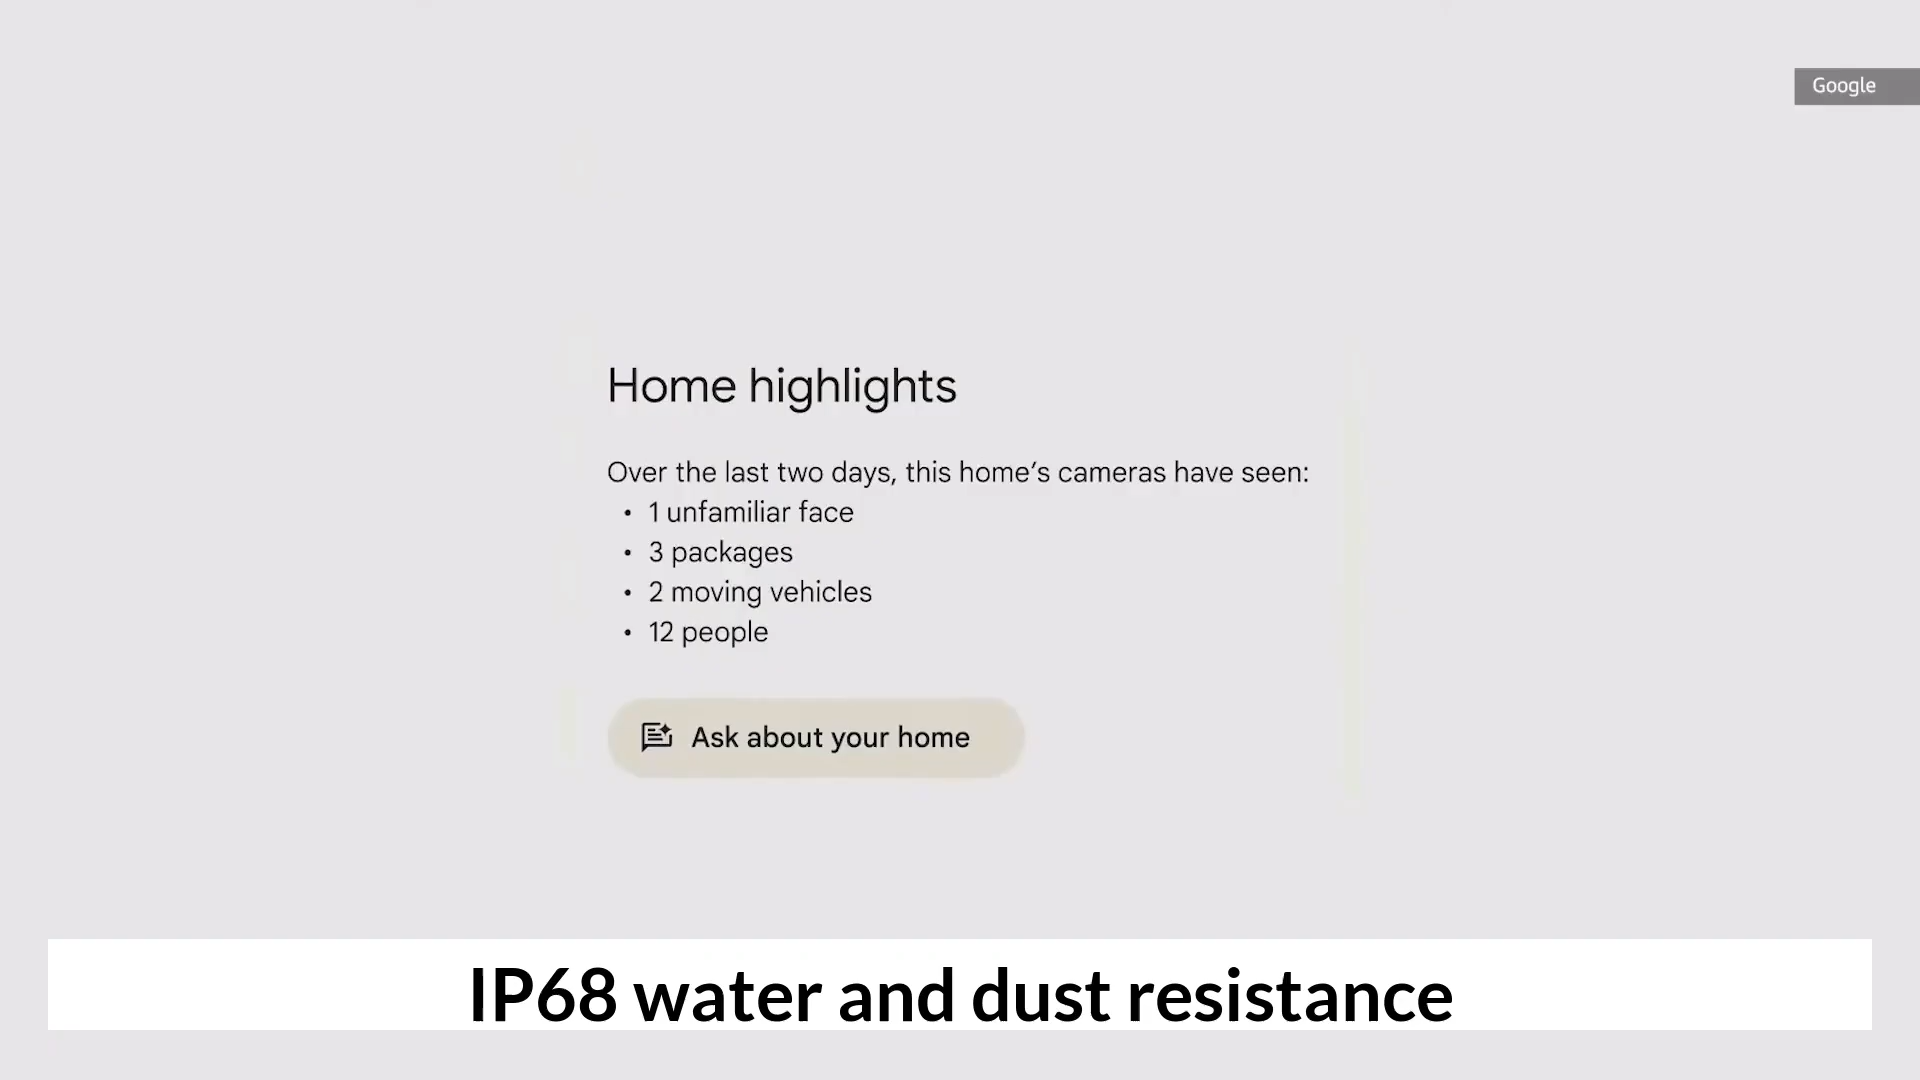 Google
Home highlights
Over the last two days, this home’s cameras have seen:
• 1 unfamiliar face
• 3 packages
• 2 moving vehicles
• 12 people
Ask about your home
IP68 water and dust resistance